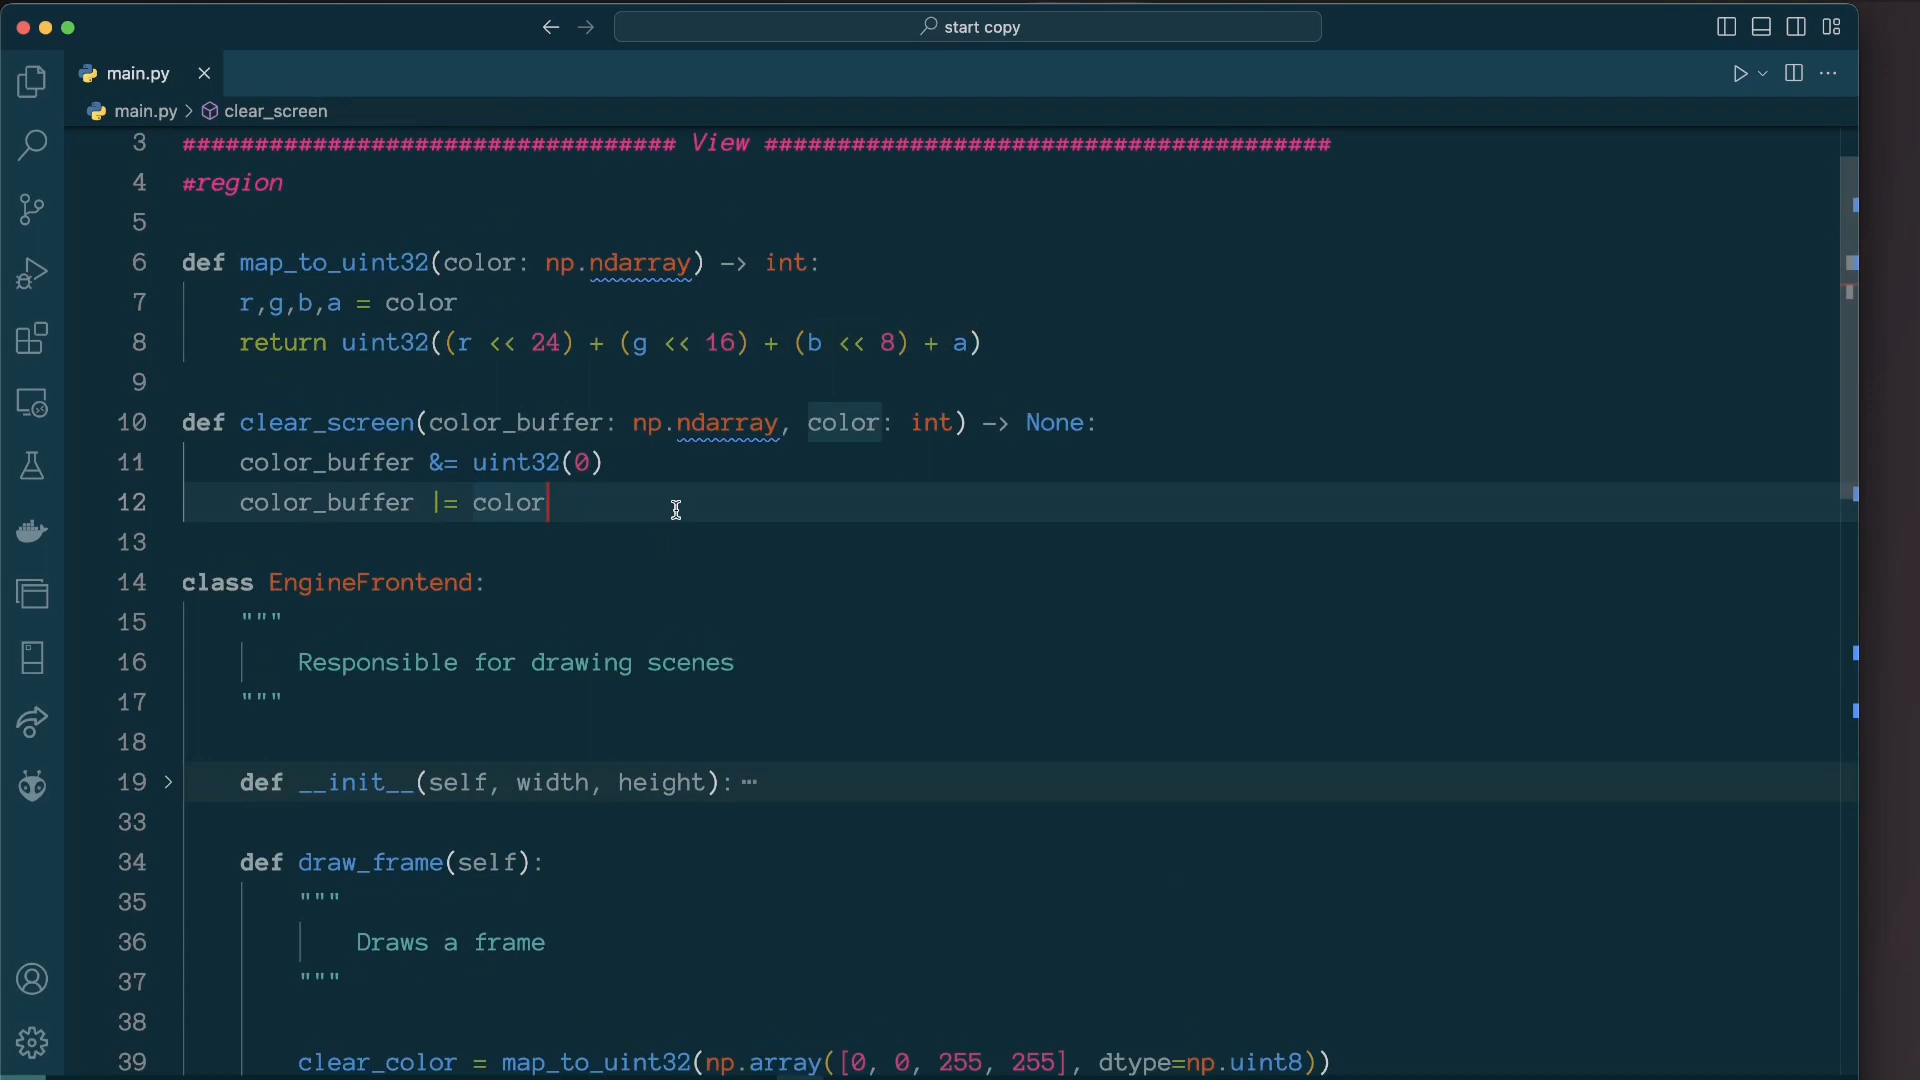 start copy
main.py
main.py > clear_screen
3 ################################## View #######################################
4 #region
5
6 def map_to_uint32(color: np.ndarray) -> int:
7 r,g,b,a = color
8 return uint32((r << 24) + (g << 16) + (b << 8) + a)
9
10 def clear_screen(color_buffer: np.ndarray, color: int) -> None:
11 color_buffer &= uint32(0)
12 color_buffer |= color
13
14 class EngineFrontend:
15 """
16 Responsible for drawing scenes
17 """
18
19 def __init__(self, width, height): ⋯
33
34 def draw_frame(self):
35 """
36 Draws a frame
37 """
38
39 clear_color = map_to_uint32(np.array([0, 0, 255, 255], dtype=np.uint8))